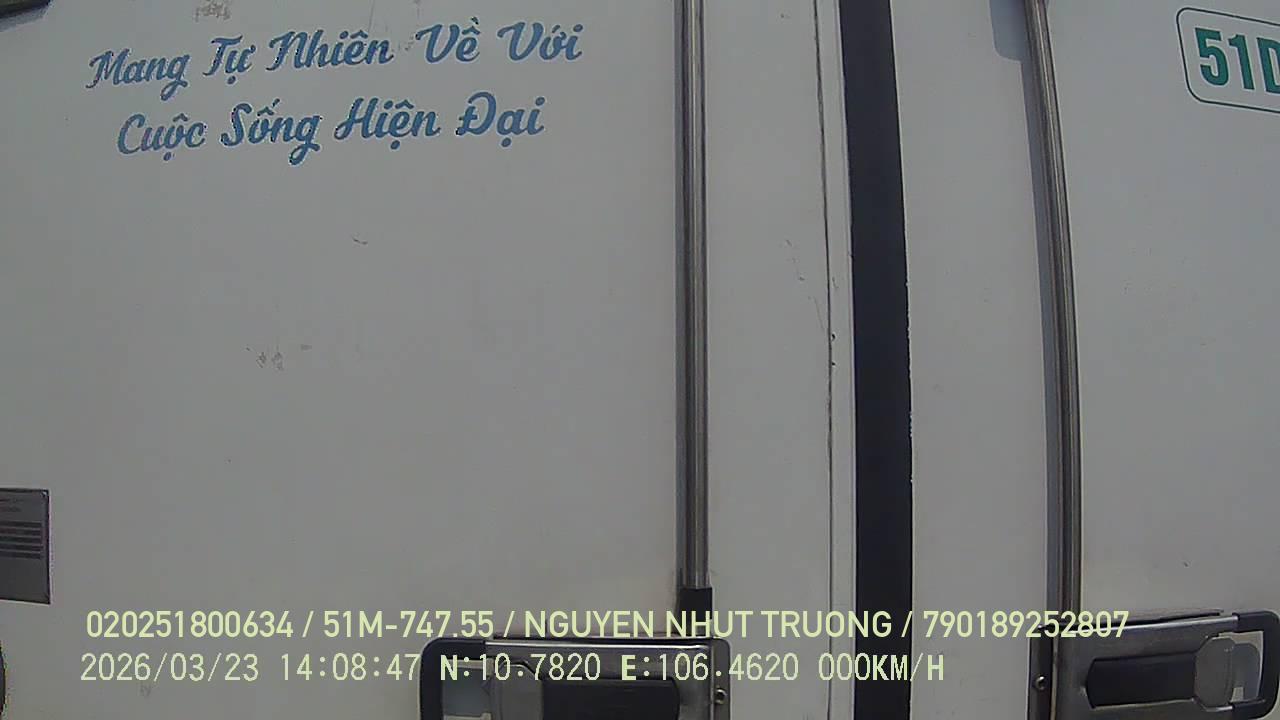 Mang Tự Nhiên Về Với
Cuộc Sống Hiện Đại
51D
020251800634 / 51M-747.55 / NGUYEN NHUT TRUONG / 790189252807
2026/03/23 14:08:47 N:10.7820 E:106.4620 000KM/H